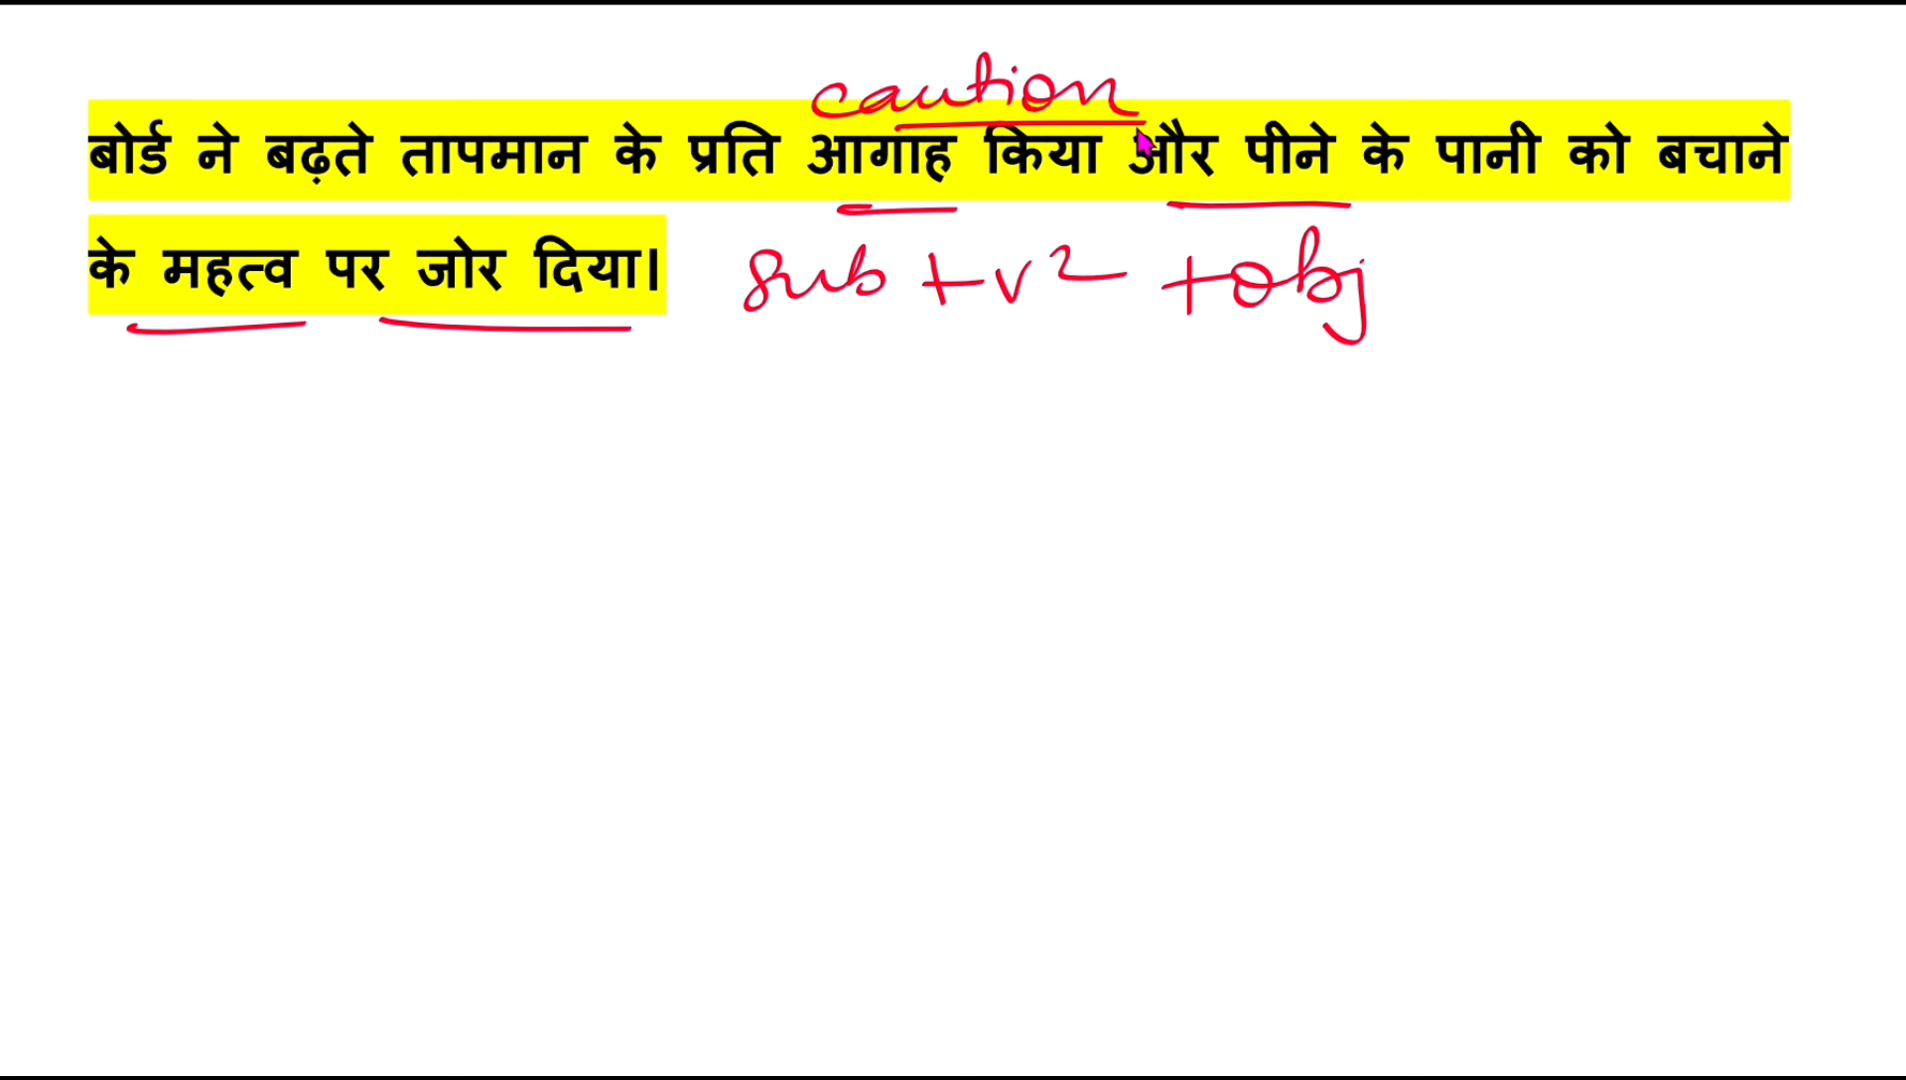 caution
बोर्ड ने बढ़ते तापमान के प्रति आगाह किया और पीने के पानी को बचाने
के महत्व पर जोर दिया।
sub + v2 + obj